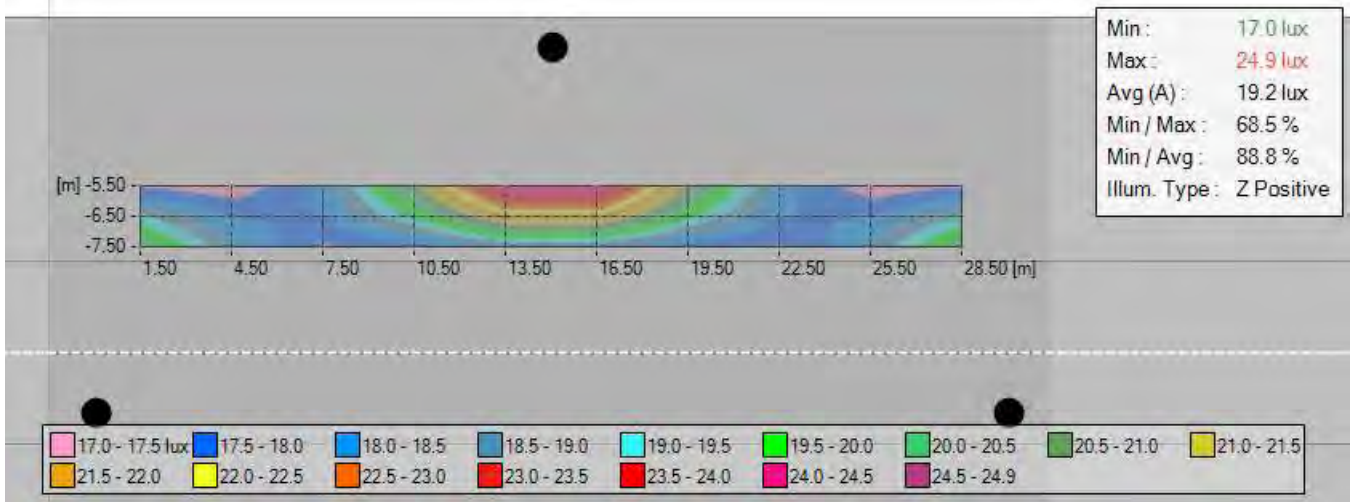 Min : 17.0 lux
Max : 24.9 lux
Avg (A) : 19.2 lux
Min / Max : 68.5 %
Min / Avg : 88.8 %
Illum. Type : Z Positive
[m] -5.50
-6.50
-7.50
1.50 4.50 7.50 10.50 13.50 16.50 19.50 22.50 25.50 28.50 [m]
17.0 - 17.5 lux 17.5 - 18.0 18.0 - 18.5 18.5 - 19.0 19.0 - 19.5 19.5 - 20.0 20.0 - 20.5 20.5 - 21.0 21.0 - 21.5
21.5 - 22.0 22.0 - 22.5 22.5 - 23.0 23.0 - 23.5 23.5 - 24.0 24.0 - 24.5 24.5 - 24.9